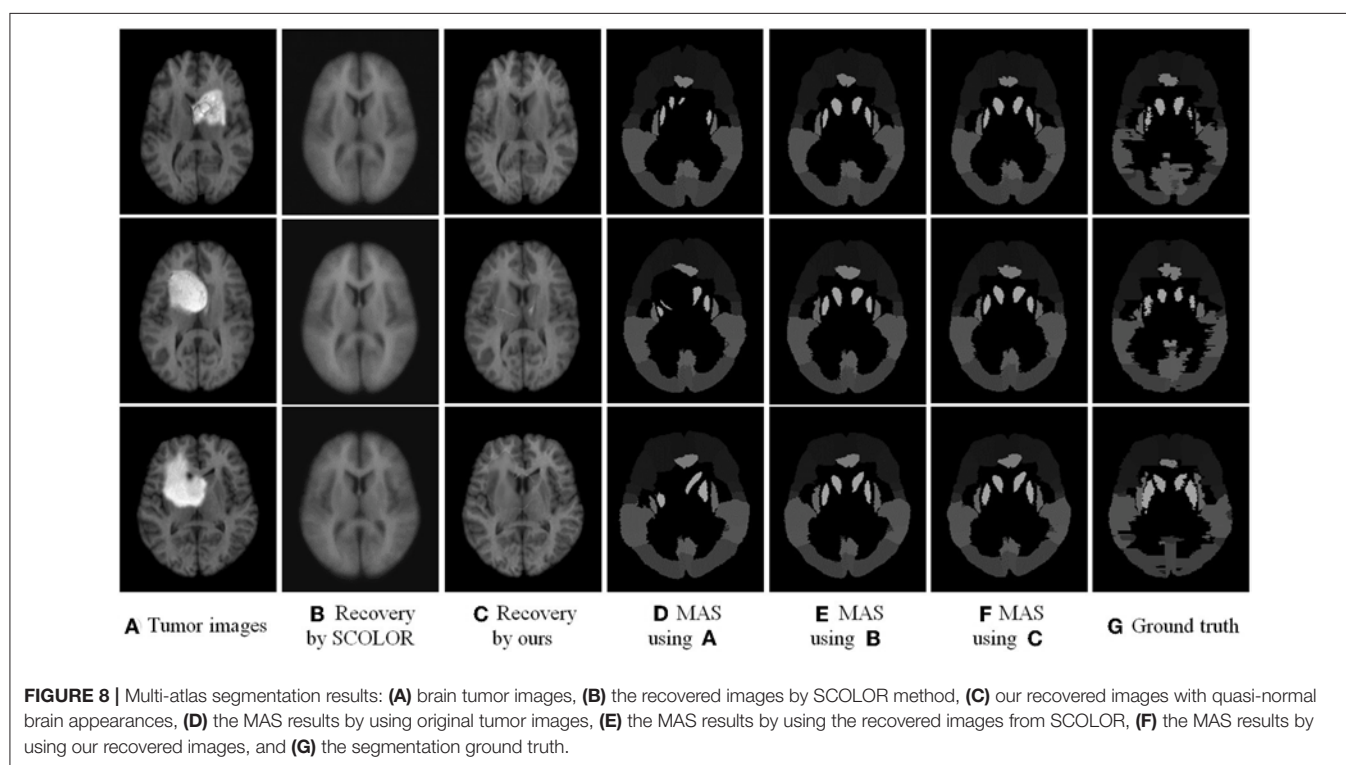 A Tumor images
B Recovery
by SCOLOR
C Recovery
by ours
D MAS
using A
E MAS
using B
F MAS
using C
G Ground truth
FIGURE 8 | Multi-atlas segmentation results: (A) brain tumor images, (B) the recovered images by SCOLOR method, (C) our recovered images with quasi-normal
brain appearances, (D) the MAS results by using original tumor images, (E) the MAS results by using the recovered images from SCOLOR, (F) the MAS results by
using our recovered images, and (G) the segmentation ground truth.